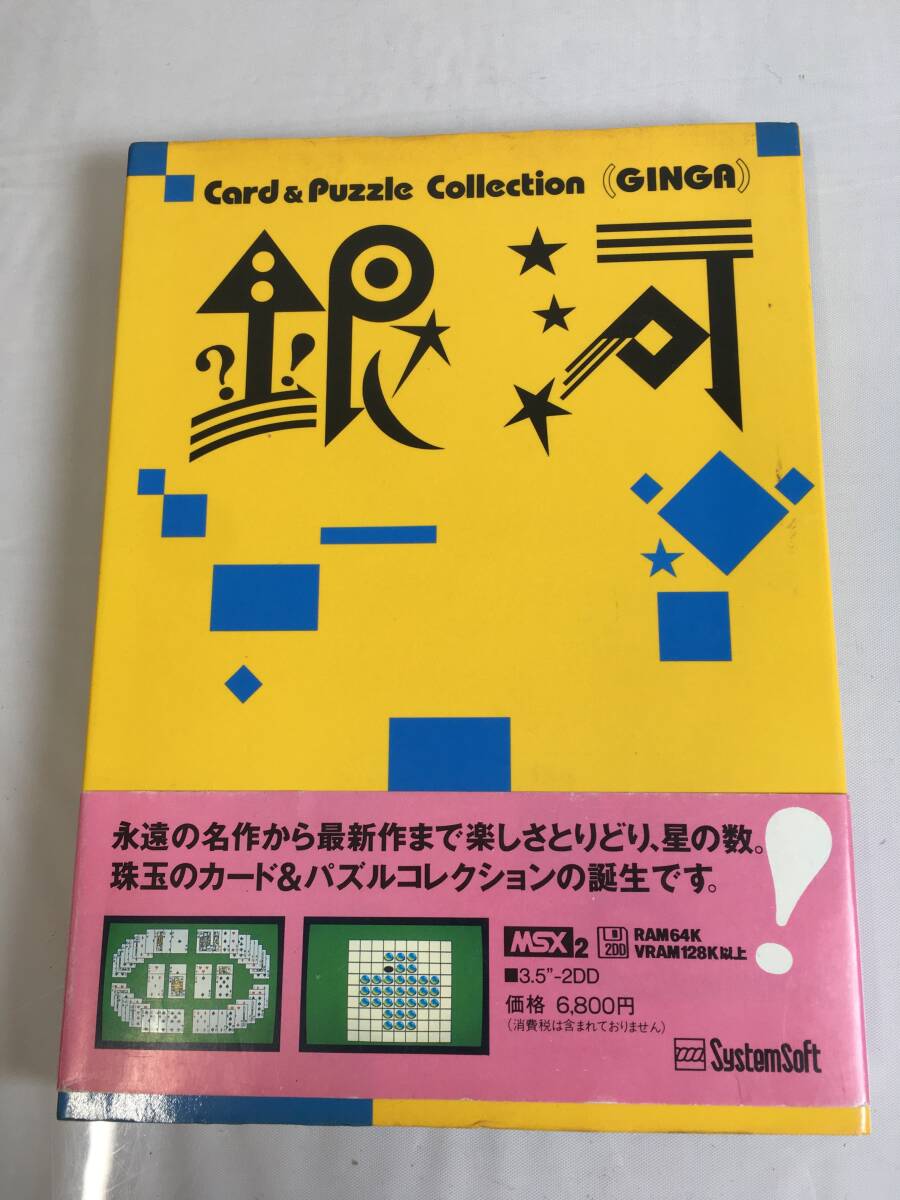 Card & Puzzle Collection (GINGA)
銀河
永遠の名作から最新作まで楽しさとりどり、星の数。
珠玉のカード&パズルコレクションの誕生です。
!
MSX2 2DD RAM64K
VRAM128K以上
■3.5"-2DD
価格 6,800円
(消費税は含まれておりません)
SystemSoft